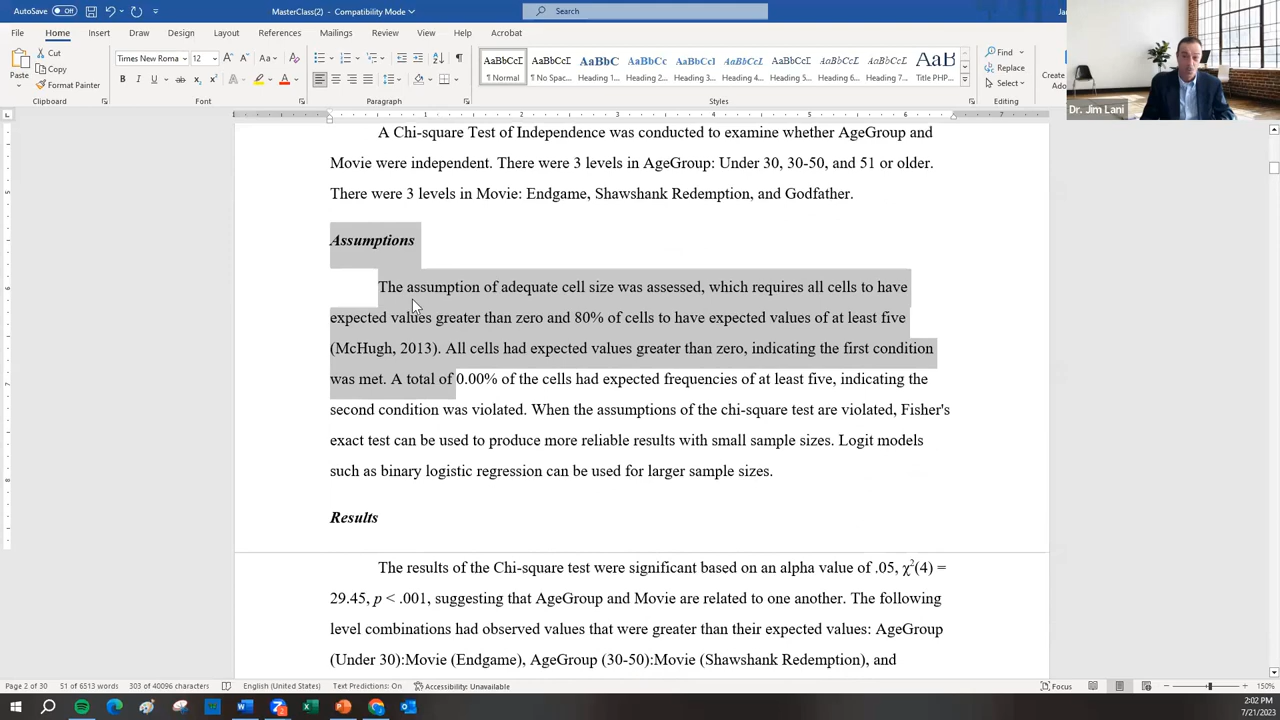 AutoSave Off MasterClass(2) - Compatibility Mode Search
File Home Insert Draw Design Layout References Mailings Review View Help Acrobat
Paste Cut Copy Format Painter Clipboard
Times New Roma 12 Font
Paragraph
AaBbCcI Normal AaBbCcI No Spac... AaBbC Heading 1 AaBbCcI Heading 2 AaBbCcI Heading 3 AaBbCcL Heading 4 AaBbCcI Heading 5 AaBbCcI Heading 6 AaBbCcI Heading 7 AaB Title PHP... Styles
Find Replace Select Editing
Create Ado
Dr. Jim Lani
A Chi-square Test of Independence was conducted to examine whether AgeGroup and
Movie were independent. There were 3 levels in AgeGroup: Under 30, 30-50, and 51 or older.
There were 3 levels in Movie: Endgame, Shawshank Redemption, and Godfather.
Assumptions
The assumption of adequate cell size was assessed, which requires all cells to have
expected values greater than zero and 80% of cells to have expected values of at least five
(McHugh, 2013). All cells had expected values greater than zero, indicating the first condition
was met. A total of 0.00% of the cells had expected frequencies of at least five, indicating the
second condition was violated. When the assumptions of the chi-square test are violated, Fisher's
exact test can be used to produce more reliable results with small sample sizes. Logit models
such as binary logistic regression can be used for larger sample sizes.
Results
The results of the Chi-square test were significant based on an alpha value of .05, χ2(4) =
29.45, p < .001, suggesting that AgeGroup and Movie are related to one another. The following
level combinations had observed values that were greater than their expected values: AgeGroup
(Under 30):Movie (Endgame), AgeGroup (30-50):Movie (Shawshank Redemption), and
Page 2 of 30 51 of 6513 words 303 of 40096 characters English (United States) Text Predictions: On Accessibility: Unavailable Focus 150%
2:02 PM
7/21/2023